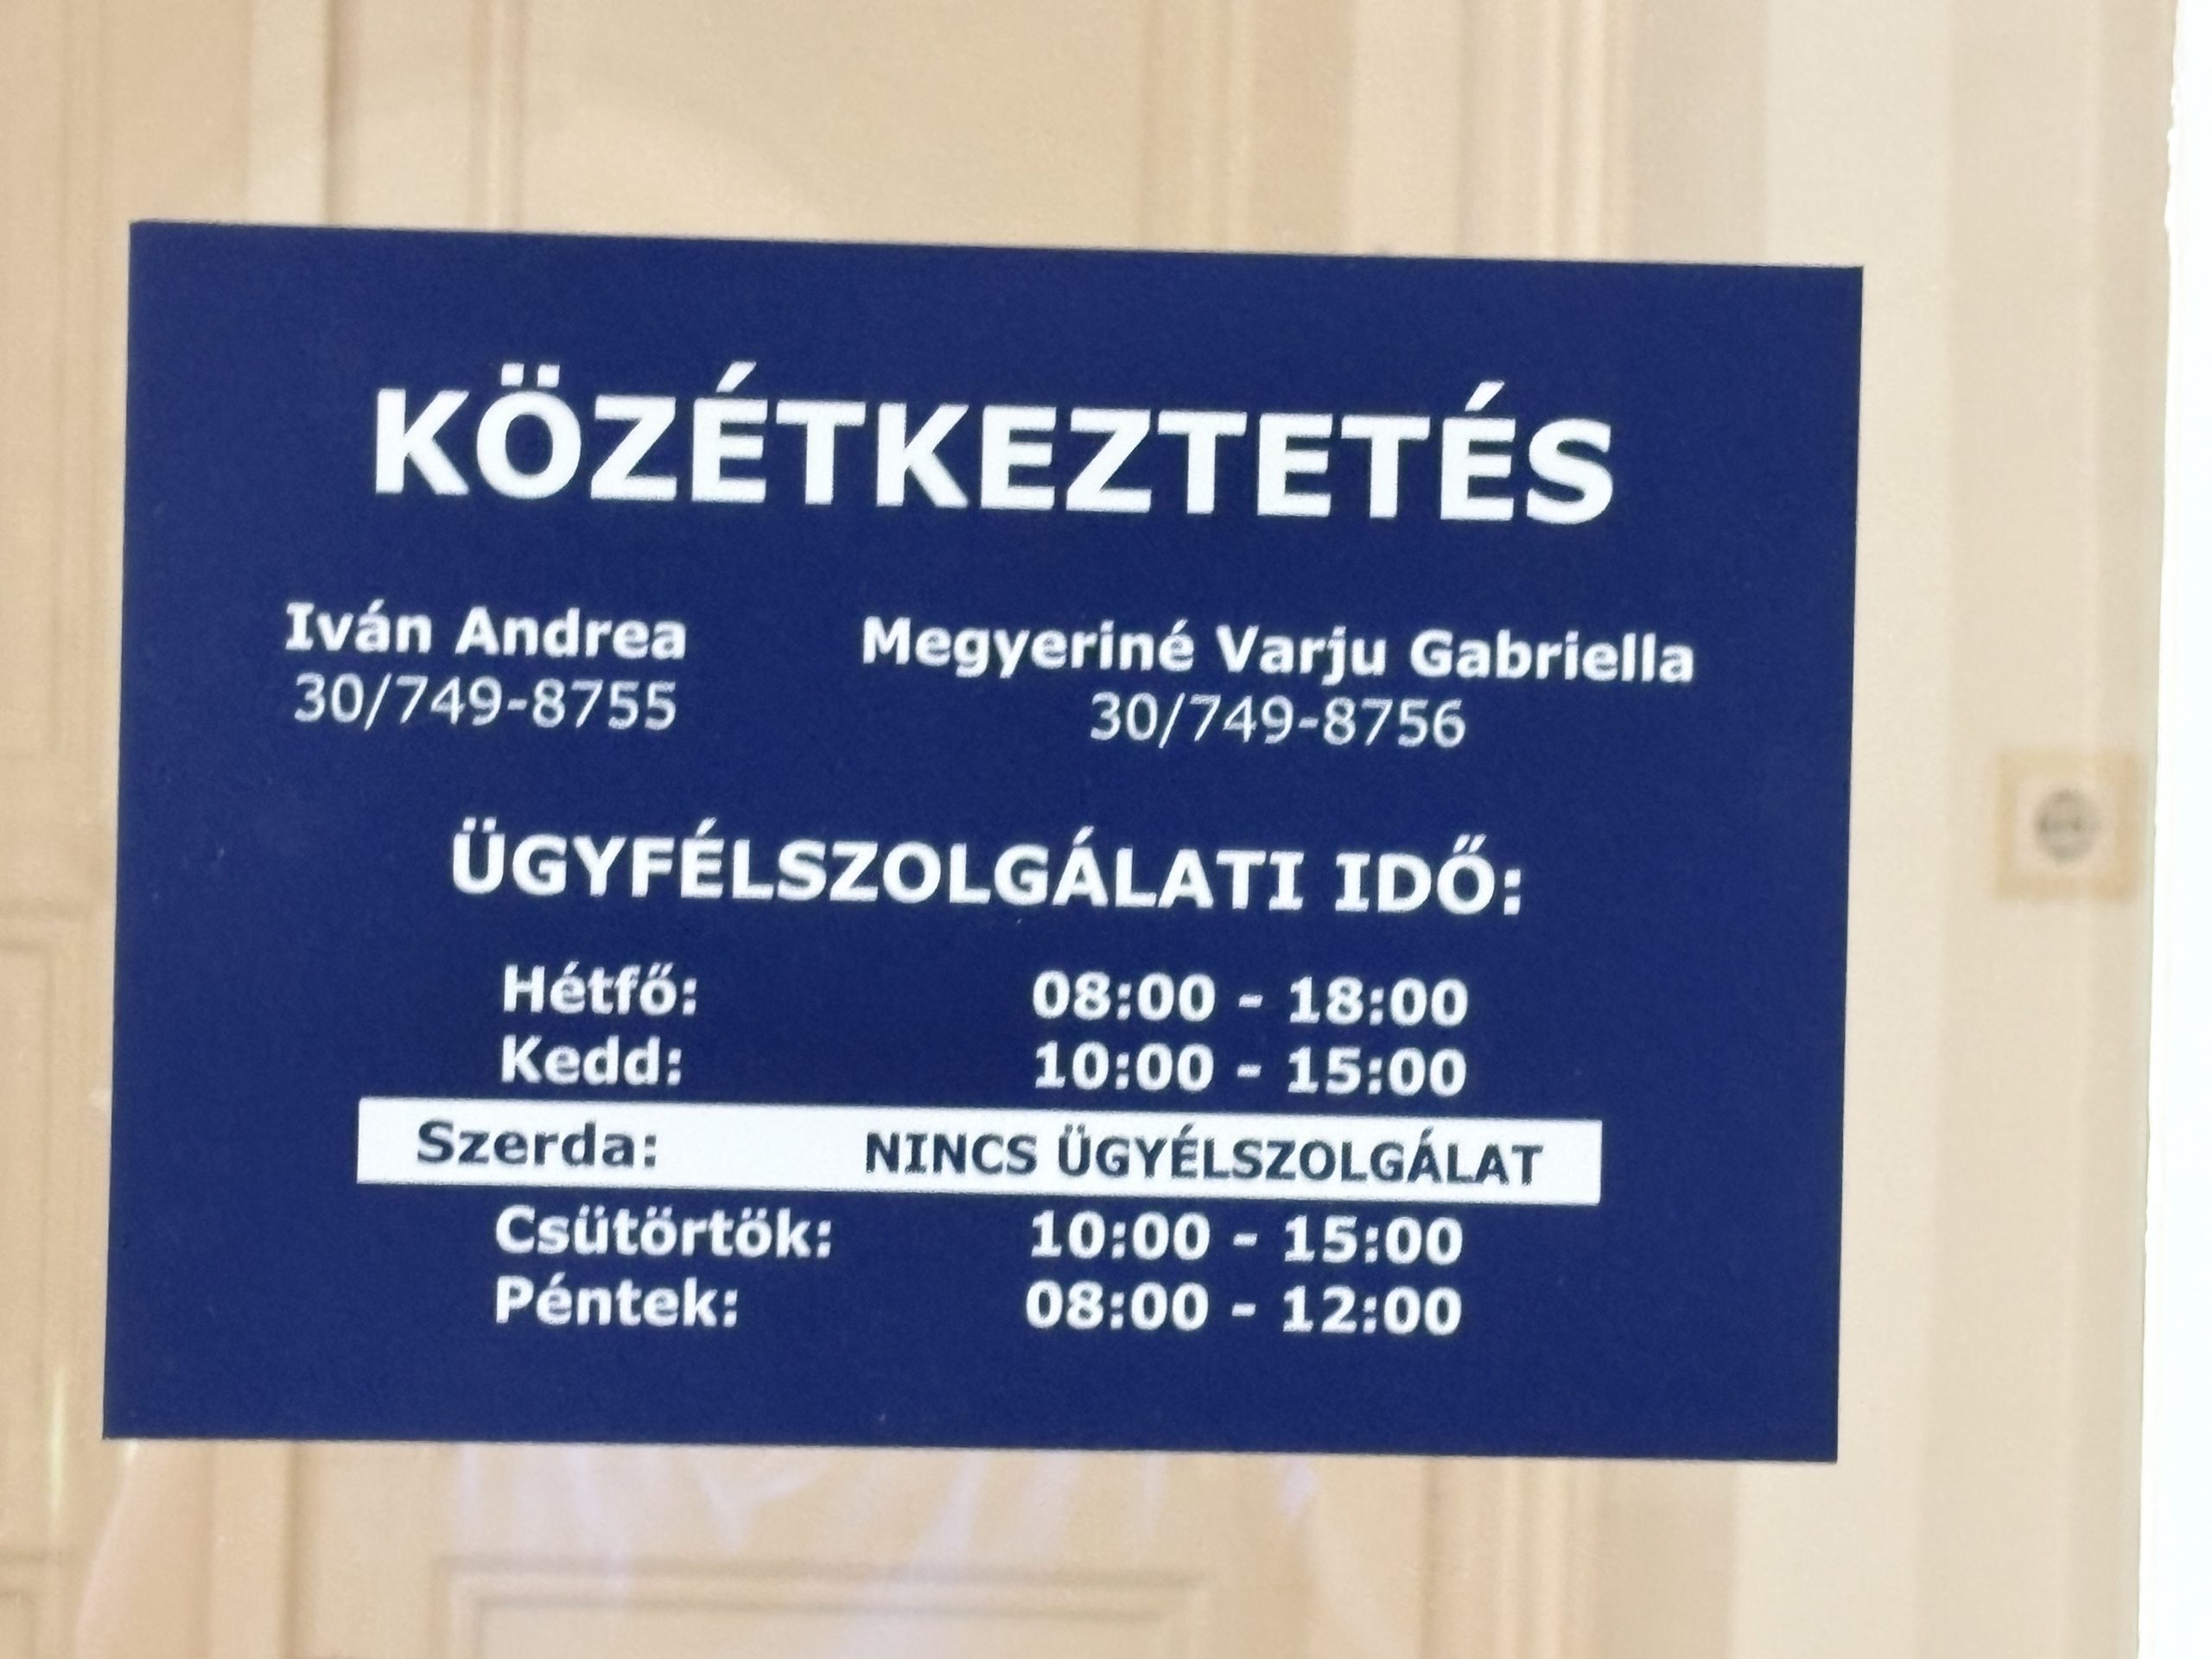 KÖZÉTKEZTETÉS
Iván Andrea Megyeriné Varju Gabriella
30/749-8755 30/749-8756
ÜGYFÉLSZOLGÁLATI IDŐ:
Hétfő: 08:00 - 18:00
Kedd: 10:00 - 15:00
Szerda: NINCS ÜGYÉLSZOLGÁLAT
Csütörtök: 10:00 - 15:00
Péntek: 08:00 - 12:00